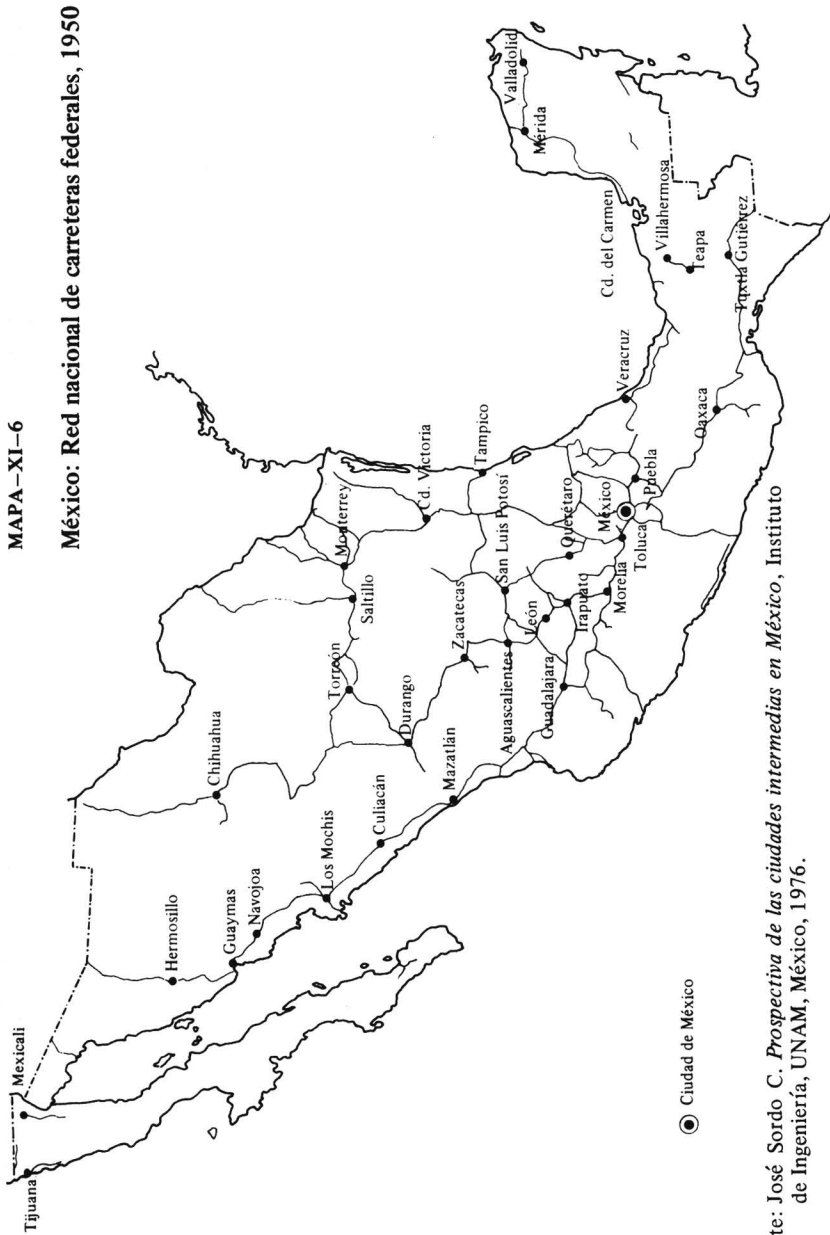 MAPA–XI–6
México: Red nacional de carreteras federales, 1950
Tijuana
Mexicali
Hermosillo
Guaymas
Navojoa
Los Mochis
Culiacán
Mazatlán
Chihuahua
Torreón
Durango
Saltillo
Monterrey
Cd. Victoria
Tampico
Zacatecas
San Luis Potosí
Aguascalientes
León
Guadalajara
Irapuato
Querétaro
Morelia
México
Toluca
Puebla
Veracruz
Oaxaca
Cd. del Carmen
Villahermosa
Teapa
Tuxtla Gutiérrez
Mérida
Valladolid
Ciudad de México
te: José Sordo C. Prospectiva de las ciudades intermedias en México, Instituto
de Ingeniería, UNAM, México, 1976.